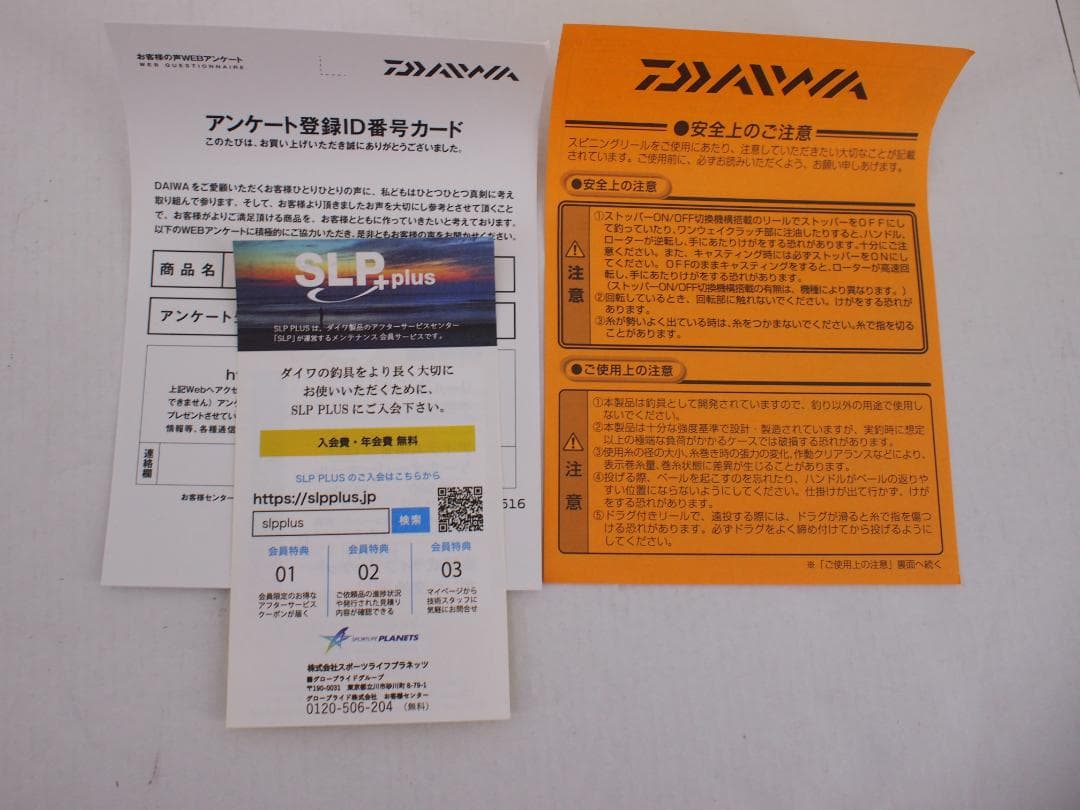 お客様の声WEBアンケート
WEB QUESTIONNAIRE
DAIWA
アンケート登録ID番号カード
このたびは、お買い上げいただき誠にありがとうございました。
DAIWAをご愛顧いただくお客様ひとりひとりの声に、私どもはひとつひとつ真剣に考え
取り組んで参ります。そして、お客様より頂きましたお声を大切にし参考とさせて頂くこと
で、お客様がよりご満足頂ける商品を、お客様とともに作っていきたいと考えております。
以下のWEBアンケートに積極的にご協力いただき、是非ともお客様の声をお聞かせください。
商品名
アンケート
上記Webへアクセ
できません）アン
プレゼントさせてい
情報等、各種通信
連絡欄
お客様センター
516
SLP+plus
SLP PLUSは、ダイワ製品のアフターサービスセンター
「SLP」が運営するメンテナンス会員サービスです。
ダイワの釣具をより長く大切に
お使いいただくために、
SLP PLUSにご入会下さい。
入会費・年会費 無料
SLP PLUSのご入会はこちらから
https://slpplus.jp
slpplus 検索
会員特典 会員特典 会員特典
01 02 03
会員限定のお得な
アフターサービス
クーポンが届く
ご依頼品の進捗状況
や発行された見積り
内容が確認できる
マイページから
技術スタッフに
気軽にお問合せ
SPORTLIFE PLANETS
株式会社スポーツライフプラネッツ
■グローブライドグループ
〒190-0031 東京都立川市砂川町8-79-1
グローブライド株式会社 お客様センター
0120-506-204（無料）
DAIWA
●安全上のご注意
スピニングリールをご使用にあたり、注意していただきたい大切なことが記載
されています。ご使用前に、必ずお読みいただくよう、お願い申しあげます。
●安全上の注意
注意
①ストッパーON/OFF切換機構搭載のリールでストッパーをOFFにし
て釣っていたり、ワンウェイクラッチ部に注油したりすると、ハンドル、
ローターが逆転し、手にあたりけがをする恐れがあります。十分にご注
意ください。また、キャスティング時には必ずストッパーをONにし
てください。OFFのままキャスティングをすると、ローターが高速回
転し、手にあたりけがをする恐れがあります。
（ストッパーON/OFF切換機構搭載の有無は、機種により異なります。）
②回転しているとき、回転部に触れないでください。けがをする恐れが
あります。
③糸が勢いよく出ている時は、糸をつかまないでください。糸で指を切る
ことがあります。
●ご使用上の注意
注意
①本製品は釣具として開発されていますので、釣り以外の用途で使用し
ないでください。
②本製品は十分な強度基準で設計・製造されていますが、実釣時に想定
以上の極端な負荷がかかるケースでは破損する恐れがあります。
③使用糸の径の大小、糸巻き時の張力の変化、作動クリアランスなどにより、
表示巻糸量、巻糸状態に差異が生じることがあります。
④投げる際、ベールを起こすのを忘れたり、ハンドルがベールの返りや
すい位置にならないようにしてください。仕掛けが出て行かず、けが
をする恐れがあります。
⑤ドラグ付きリールで、遠投する際には、ドラグが滑ると糸で指を傷つ
ける恐れがあります。必ずドラグをよく締め付けてから投げるように
してください。
※「ご使用上の注意」裏面へ続く